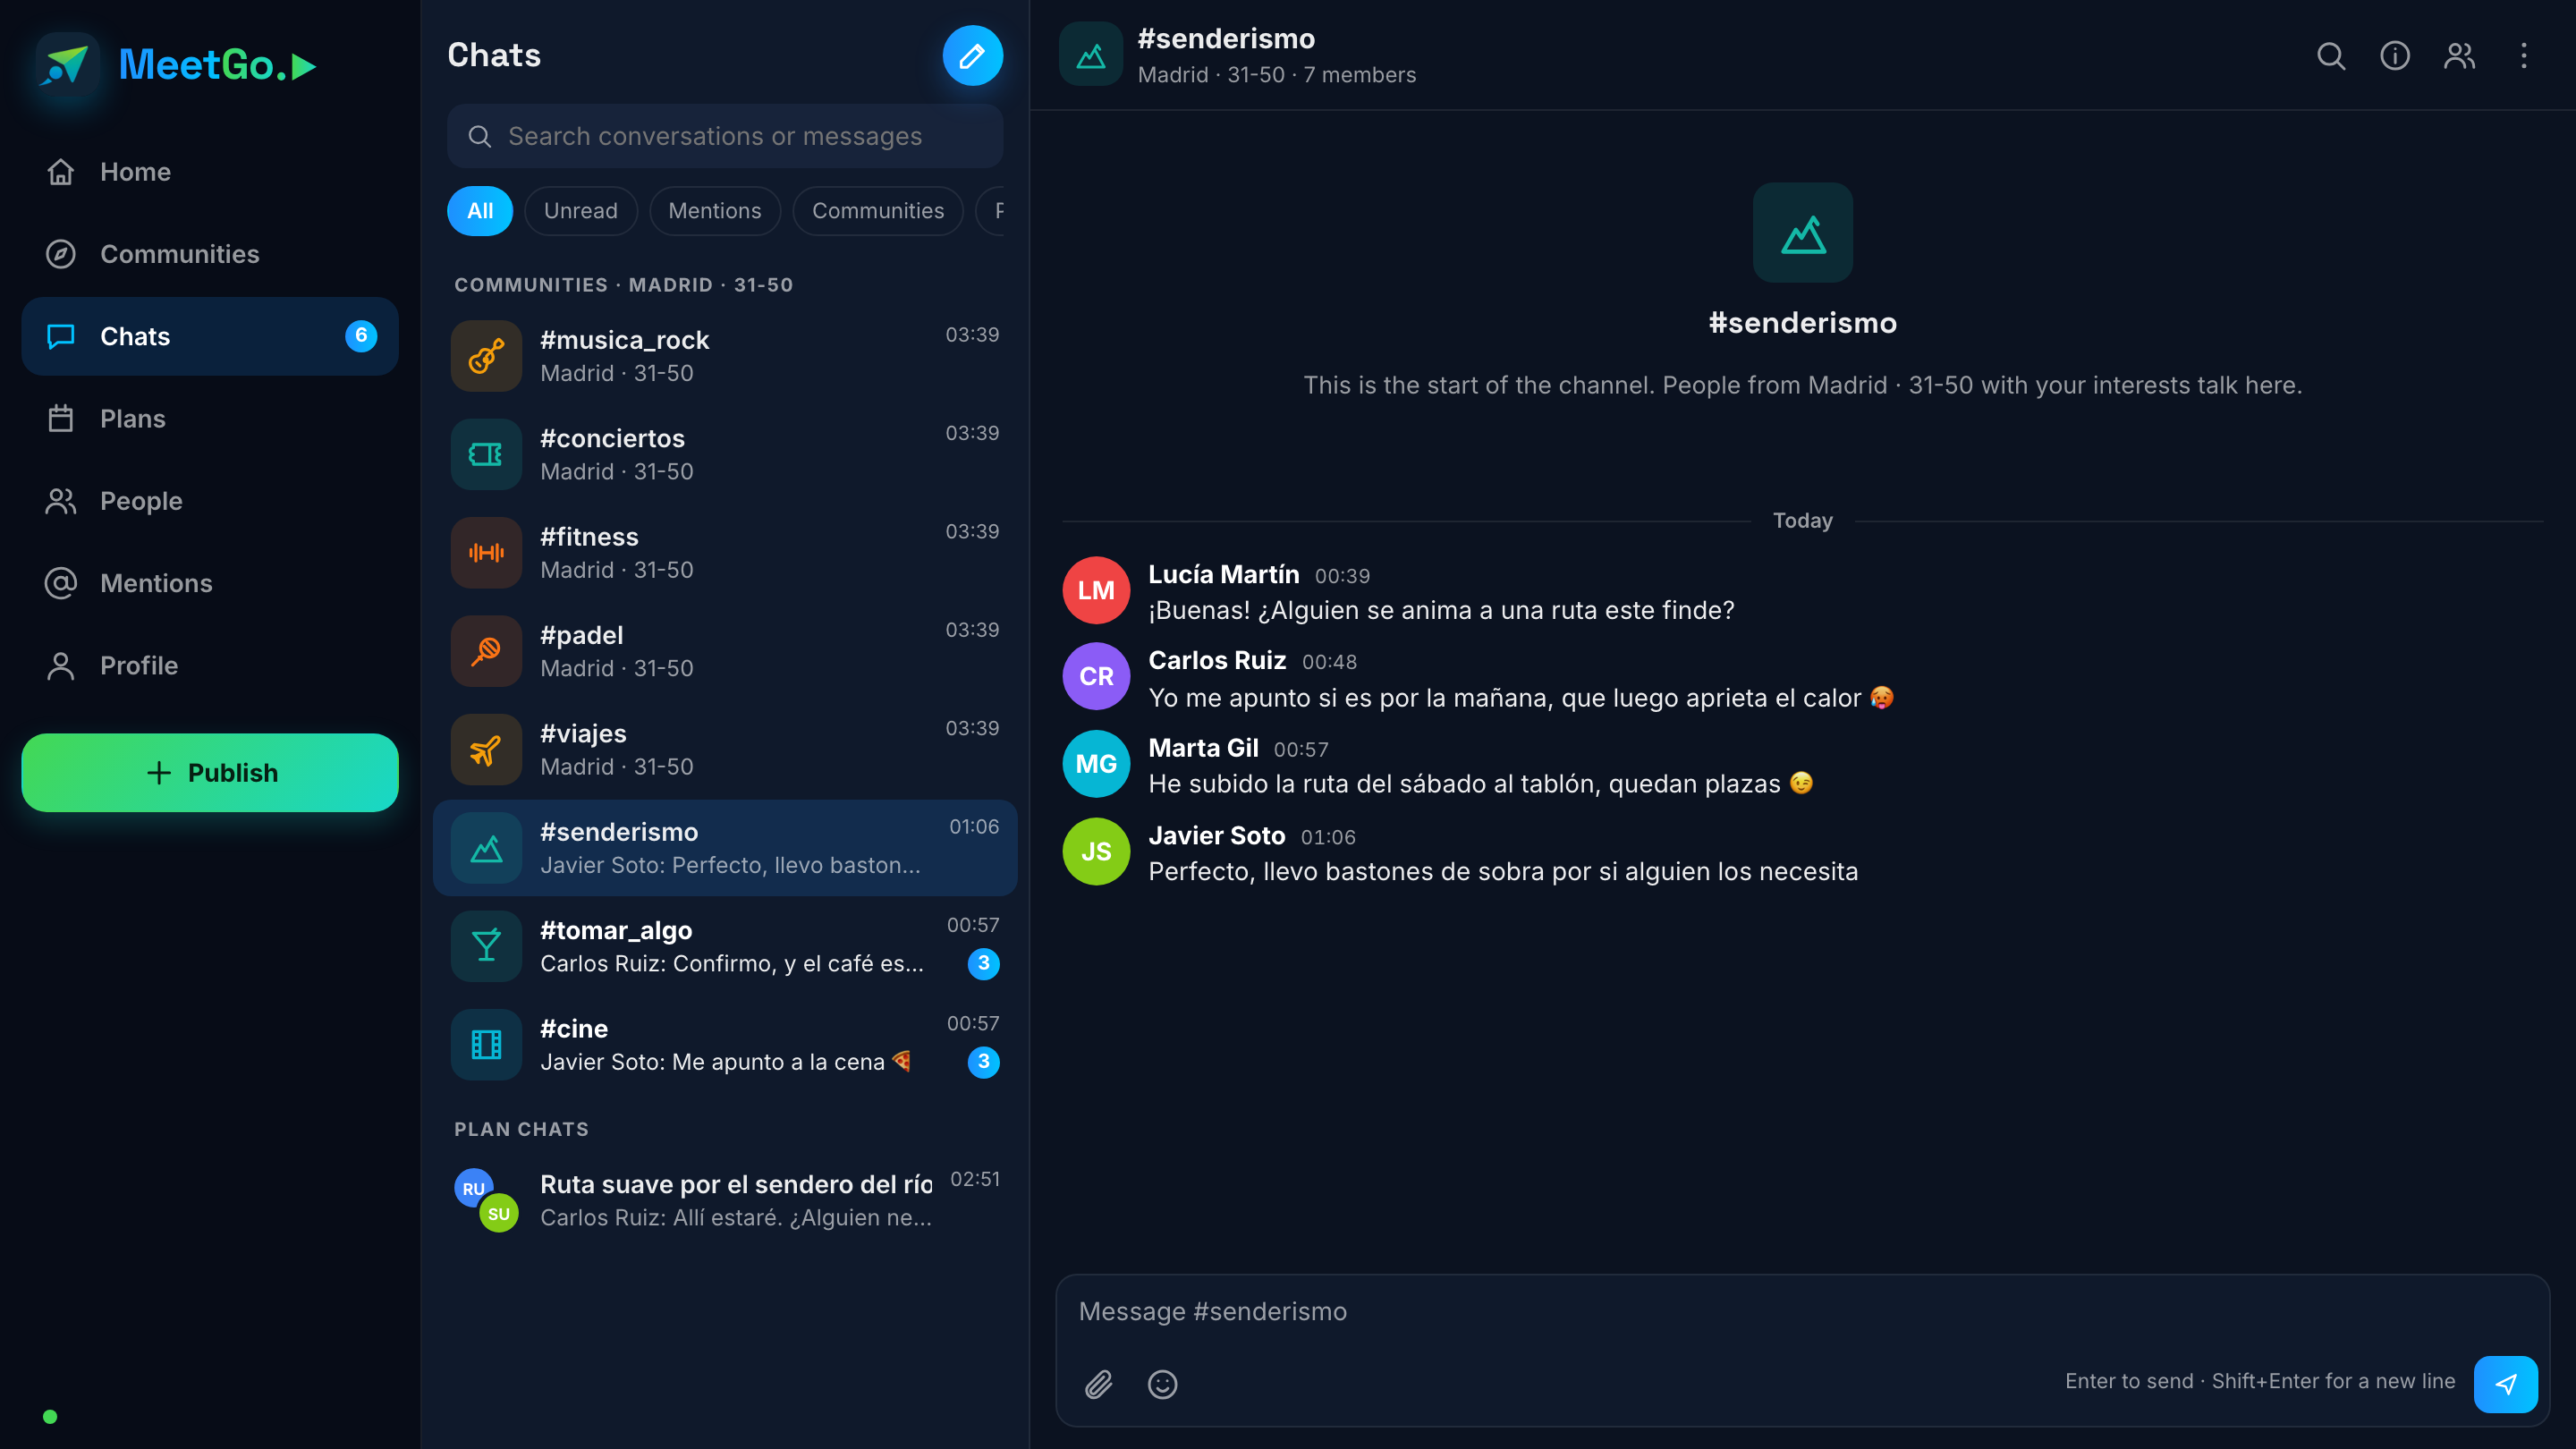 MeetGo.
Home
Communities
Chats
6
Plans
People
Mentions
Profile
Publish
Chats
Search conversations or messages
All
Unread
Mentions
Communities
COMMUNITIES · MADRID · 31-50
#musica_rock
03:39
Madrid · 31-50
#conciertos
03:39
Madrid · 31-50
#fitness
03:39
Madrid · 31-50
#padel
03:39
Madrid · 31-50
#viajes
03:39
Madrid · 31-50
#senderismo
01:06
Javier Soto: Perfecto, llevo baston...
#tomar_algo
00:57
Carlos Ruiz: Confirmo, y el café es...
3
#cine
00:57
Javier Soto: Me apunto a la cena 🍕
3
PLAN CHATS
RU
SU
Ruta suave por el sendero del río
02:51
Carlos Ruiz: Allí estaré. ¿Alguien ne...
#senderismo
Madrid · 31-50 · 7 members
#senderismo
This is the start of the channel. People from Madrid · 31-50 with your interests talk here.
Today
LM
Lucía Martín 00:39
¡Buenas! ¿Alguien se anima a una ruta este finde?
CR
Carlos Ruiz 00:48
Yo me apunto si es por la mañana, que luego aprieta el calor 🥵
MG
Marta Gil 00:57
He subido la ruta del sábado al tablón, quedan plazas 😉
JS
Javier Soto 01:06
Perfecto, llevo bastones de sobra por si alguien los necesita
Message #senderismo
Enter to send · Shift+Enter for a new line